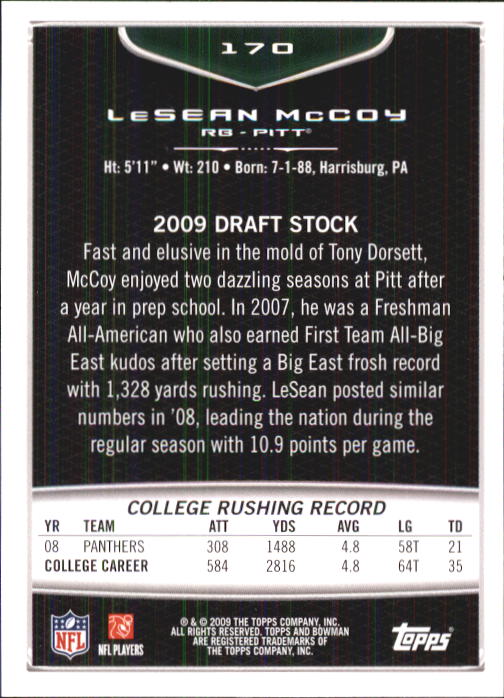 170
LeSEAN McCOY
RB - PITT®
Ht: 5'11" • Wt: 210 • Born: 7-1-88, Harrisburg, PA
2009 DRAFT STOCK
Fast and elusive in the mold of Tony Dorsett,
McCoy enjoyed two dazzling seasons at Pitt after
a year in prep school. In 2007, he was a Freshman
All-American who also earned First Team All-Big
East kudos after setting a Big East frosh record
with 1,328 yards rushing. LeSean posted similar
numbers in '08, leading the nation during the
regular season with 10.9 points per game.
COLLEGE RUSHING RECORD
YR TEAM ATT YDS AVG LG TD
08 PANTHERS 308 1488 4.8 58T 21
COLLEGE CAREER 584 2816 4.8 64T 35
NFL
NFL PLAYERS
® & © 2009 THE TOPPS COMPANY, INC.
ALL RIGHTS RESERVED. TOPPS AND BOWMAN
ARE REGISTERED TRADEMARKS OF
THE TOPPS COMPANY, INC.
topps